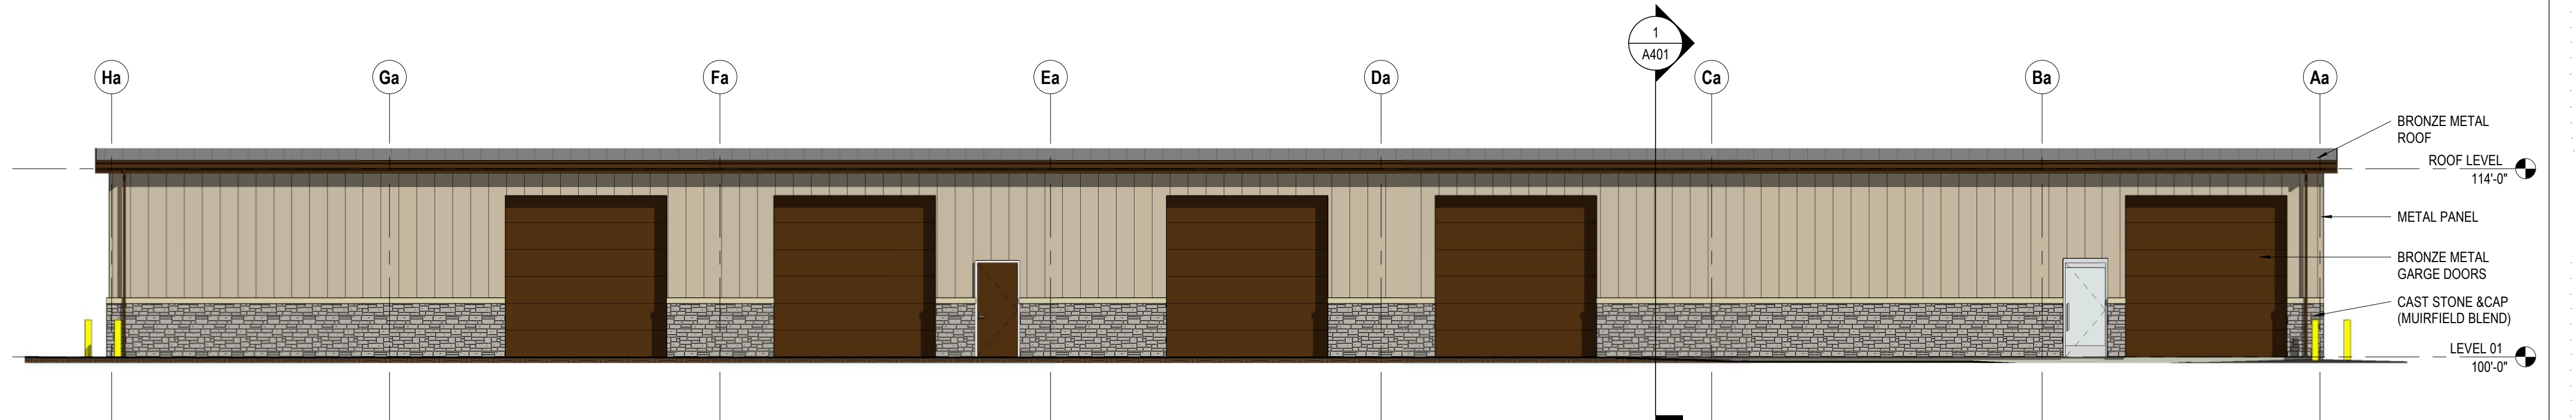 1
A401
Ha
Ga
Fa
Ea
Da
Ca
Ba
Aa
BRONZE METAL
ROOF
ROOF LEVEL
114'-0"
METAL PANEL
BRONZE METAL
GARGE DOORS
CAST STONE &CAP
(MUIRFIELD BLEND)
LEVEL 01
100'-0"